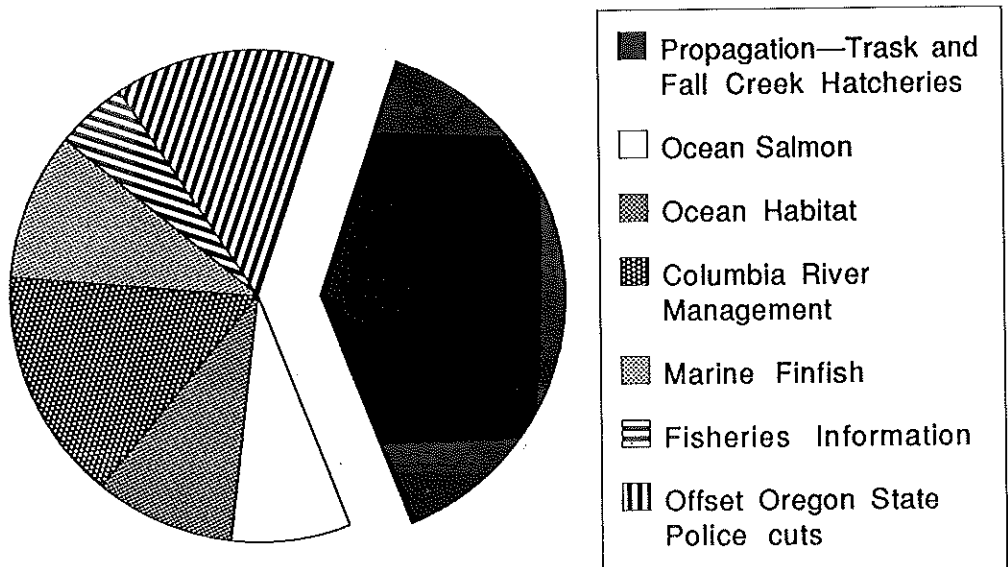 Propagation—Trask and
Fall Creek Hatcheries
Ocean Salmon
Ocean Habitat
Columbia River
Management
Marine Finfish
Fisheries Information
Offset Oregon State
Police cuts